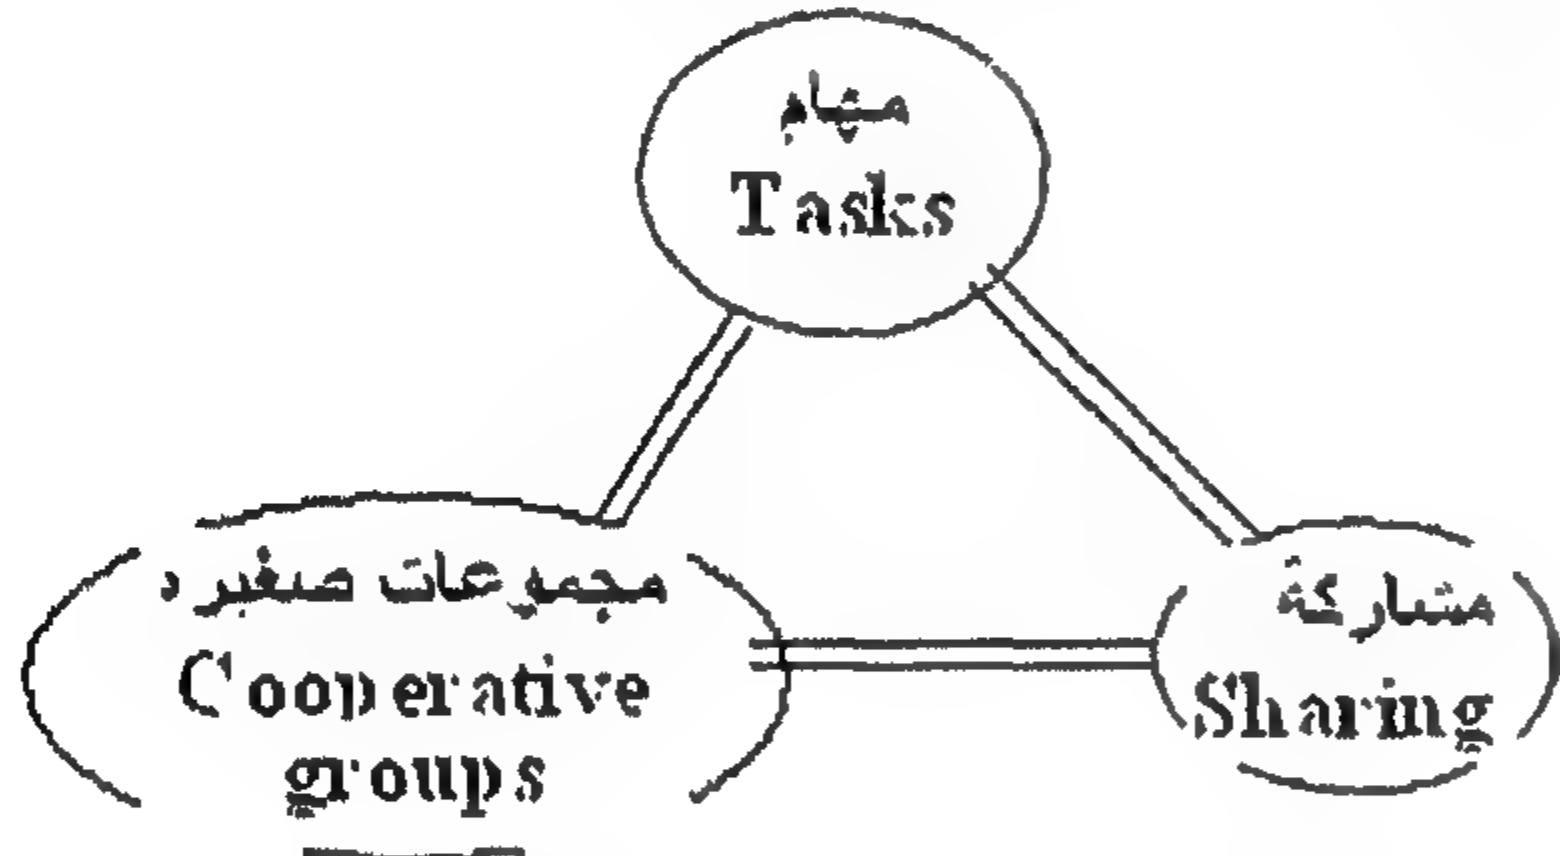 مهام
Tasks
مجموعات صغيرة
Cooperative
groups
مشاركة
Sharing